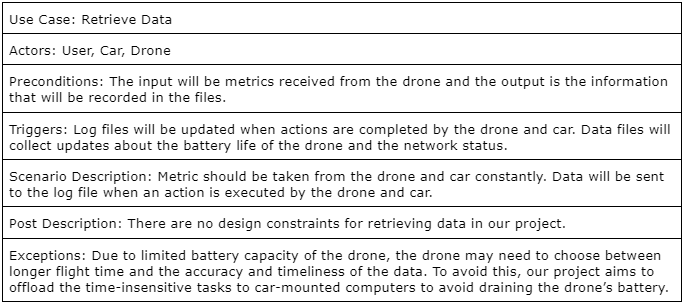 Use Case: Retrieve Data
Actors: User, Car, Drone
Preconditions: The input will be metrics received from the drone and the output is the information
that will be recorded in the files.
Triggers: Log files will be updated when actions are completed by the drone and car. Data files will
collect updates about the battery life of the drone and the network status.
Scenario Description: Metric should be taken from the drone and car constantly. Data will be sent
to the log file when an action is executed by the drone and car.
Post Description: There are no design constraints for retrieving data in our project.
Exceptions: Due to limited battery capacity of the drone, the drone may need to choose between
longer flight time and the accuracy and timeliness of the data. To avoid this, our project aims to
offload the time-insensitive tasks to car-mounted computers to avoid draining the drone’s battery.